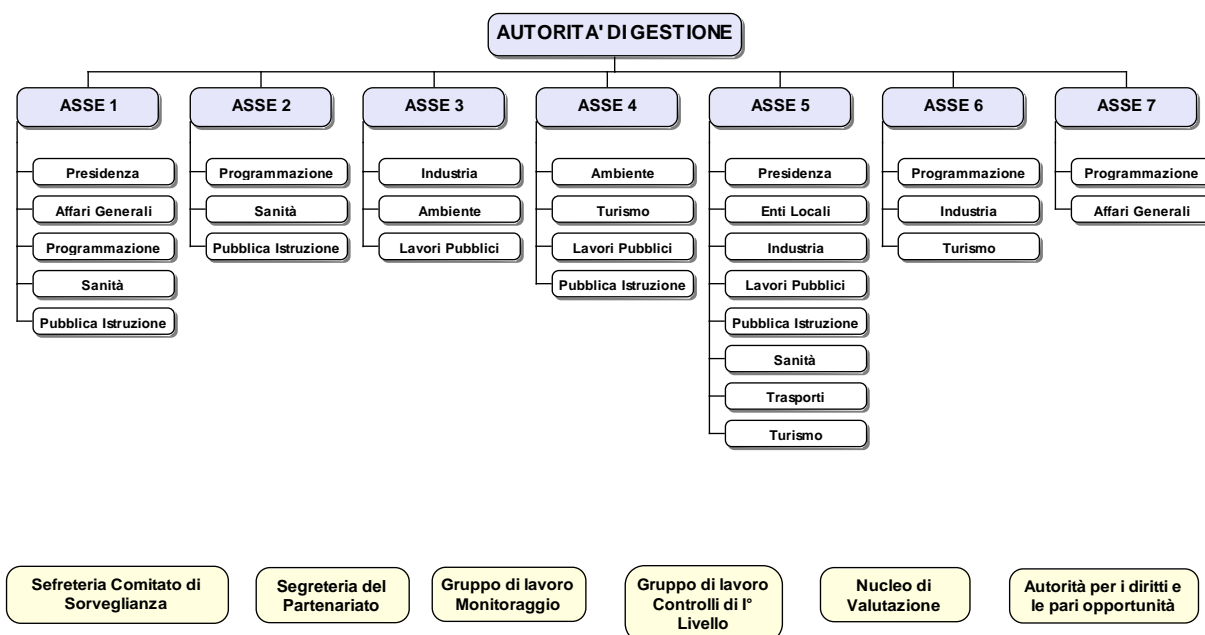 AUTORITA' DI GESTIONE
ASSE 1
ASSE 2
ASSE 3
ASSE 4
ASSE 5
ASSE 6
ASSE 7
Presidenza
Affari Generali
Programmazione
Sanità
Pubblica Istruzione
Programmazione
Sanità
Pubblica Istruzione
Industria
Ambiente
Lavori Pubblici
Ambiente
Turismo
Lavori Pubblici
Pubblica Istruzione
Presidenza
Enti Locali
Industria
Lavori Pubblici
Pubblica Istruzione
Sanità
Trasporti
Turismo
Programmazione
Industria
Turismo
Programmazione
Affari Generali
Sefreteria Comitato di
Sorveglianza
Segreteria del
Partenariato
Gruppo di lavoro
Monitoraggio
Gruppo di lavoro
Controlli di I°
Livello
Nucleo di
Valutazione
Autorità per i diritti e
le pari opportunità